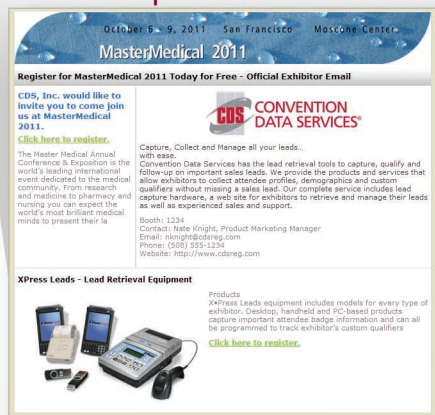 October 6 - 9, 2011 San Francisco Moscone Center
MasterMedical 2011
Register for MasterMedical 2011 Today for Free - Official Exhibitor Email
CDS, Inc. would like to
invite you to come join
us at MasterMedical
2011.
Click here to register.
The Master Medical Annual
Conference & Exposition is the
world's leading international
event dedicated to the medical
community. From research
and medicine to pharmacy and
nursing you can expect the
world's most brilliant medical
minds to present their la
CDS CONVENTION
DATA SERVICES®
Capture, Collect and Manage all your leads...
with ease.
Convention Data Services has the lead retrieval tools to capture, qualify and
follow-up on important sales leads. We provide the products and services that
allow exhibitors to collect attendee profiles, demographics and custom
qualifiers without missing a sales lead. Our complete service includes lead
capture hardware, a web site for exhibitors to retrieve and manage their leads
as well as experienced sales and support.
Booth: 1234
Contact: Nate Knight, Product Marketing Manager
Email: nknight@cdsreg.com
Phone: (508) 555-1234
Website: http://www.cdsreg.com
XPress Leads - Lead Retrieval Equipment
Products
X•Press Leads equipment includes models for every type of
exhibitor. Desktop, handheld and PC-based products
capture important attendee badge information and can all
be programmed to track exhibitor's custom qualifiers
Click here to register.